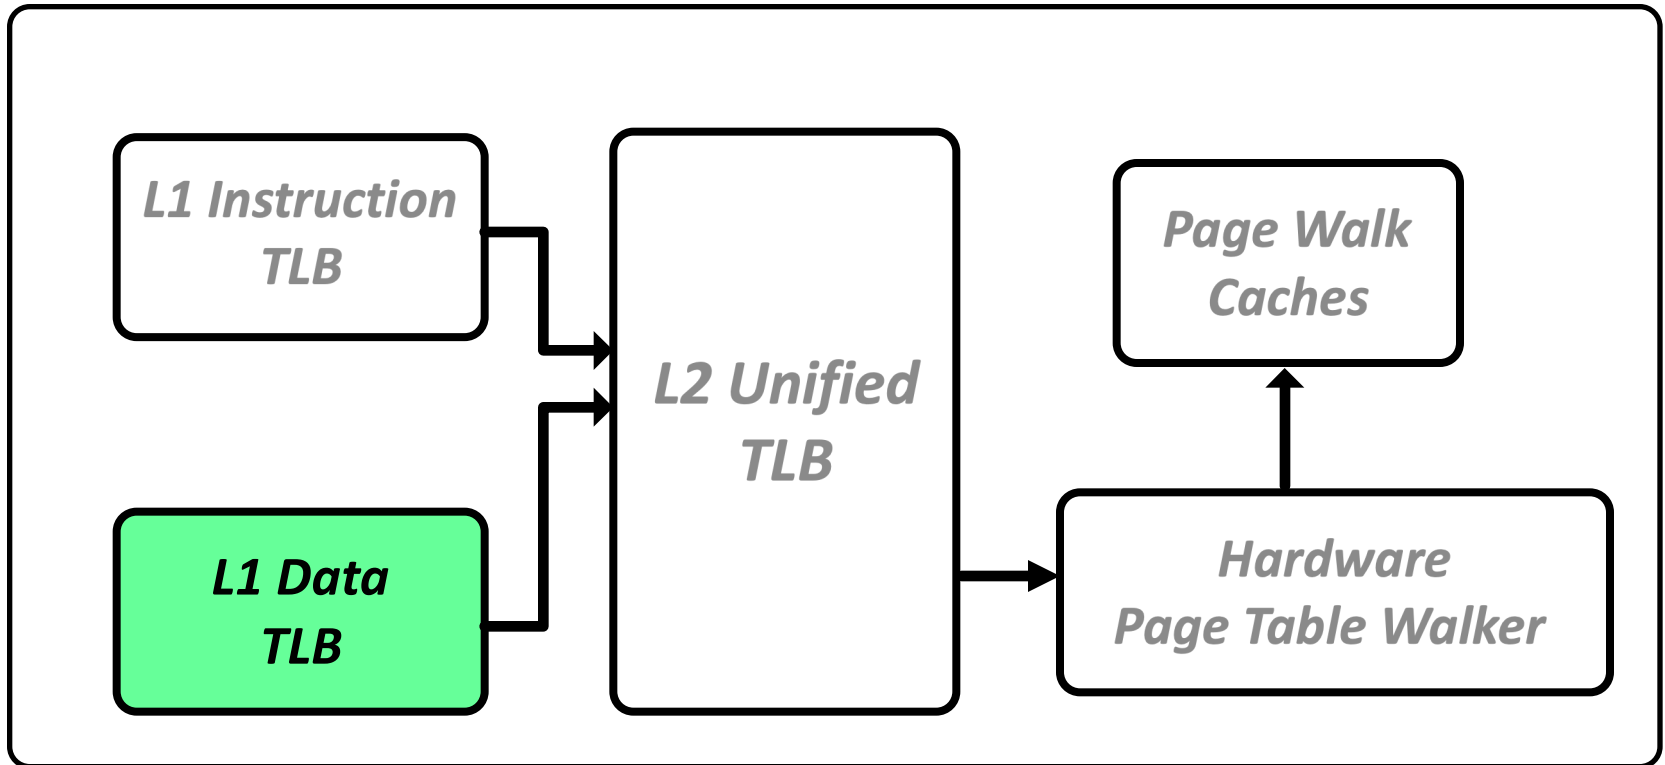 L1 Instruction
TLB
L1 Data
TLB
L2 Unified
TLB
Page Walk
Caches
Hardware
Page Table Walker